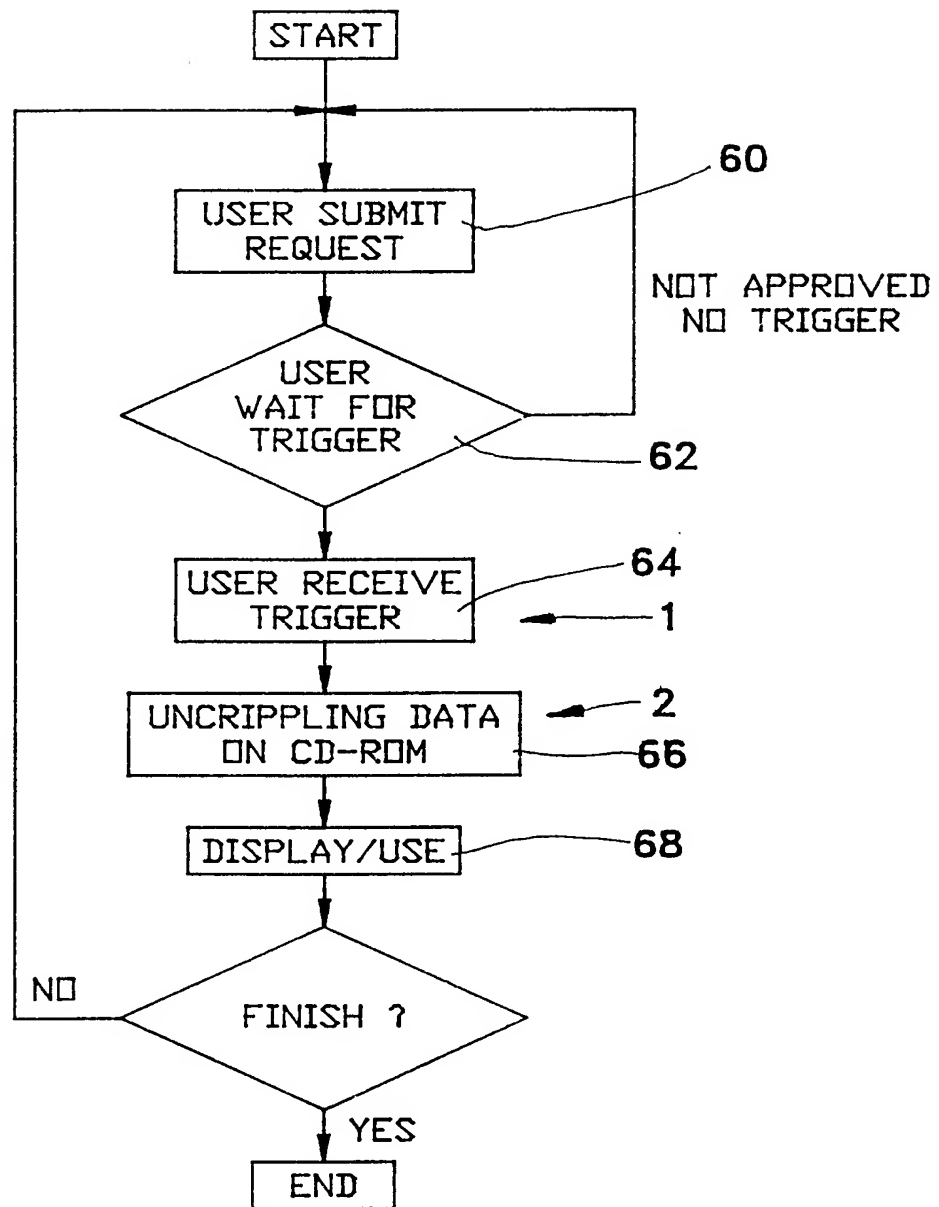 START
60
USER SUBMIT
REQUEST
NOT APPROVED
NO TRIGGER
USER
WAIT FOR
TRIGGER
62
64
USER RECEIVE
TRIGGER
1
2
UNCRIPPLING DATA
ON CD-ROM
66
DISPLAY/USE
68
NO
FINISH ?
YES
END